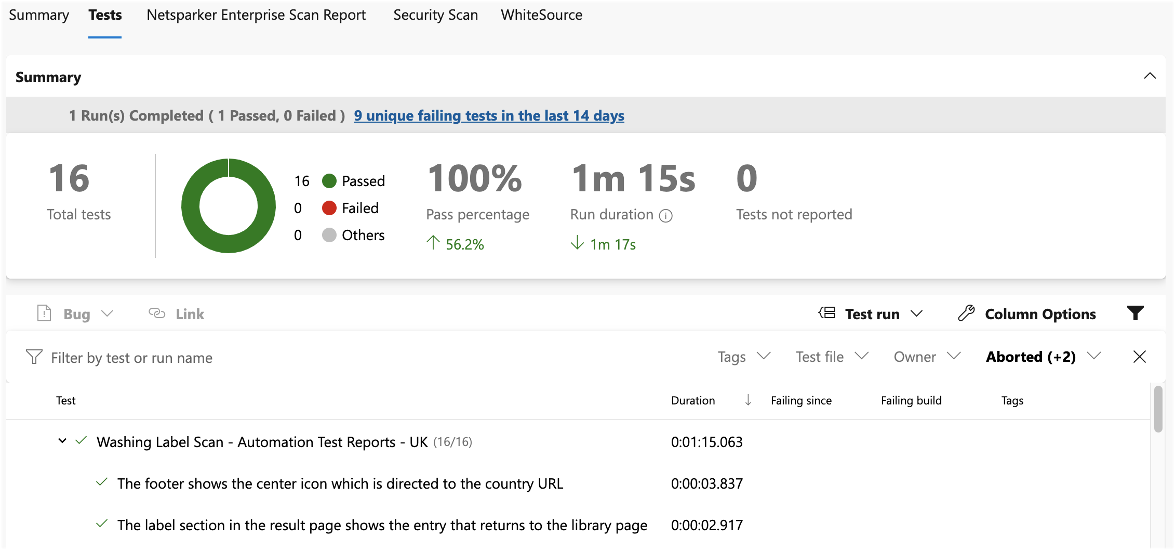 Summary Tests Netsparker Enterprise Scan Report Security Scan WhiteSource
Summary
1 Run(s) Completed ( 1 Passed, 0 Failed ) 9 unique failing tests in the last 14 days
16 Total tests
16 Passed
0 Failed
0 Others
100% Pass percentage
56.2%
1m 15s Run duration
1m 17s
0 Tests not reported
Bug Link Test run Column Options
Filter by test or run name Tags Test file Owner Aborted (+2)
Test Duration Failing since Failing build Tags
Washing Label Scan - Automation Test Reports - UK (16/16) 0:01:15.063
The footer shows the center icon which is directed to the country URL 0:00:03.837
The label section in the result page shows the entry that returns to the library page 0:00:02.917